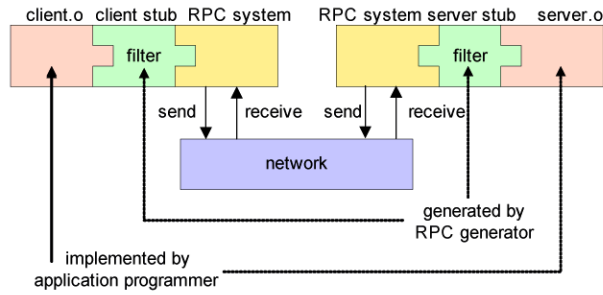 client.o client stub RPC system RPC system server stub server.o
filter filter
send receive send receive
network
generated by
RPC generator
implemented by
application programmer